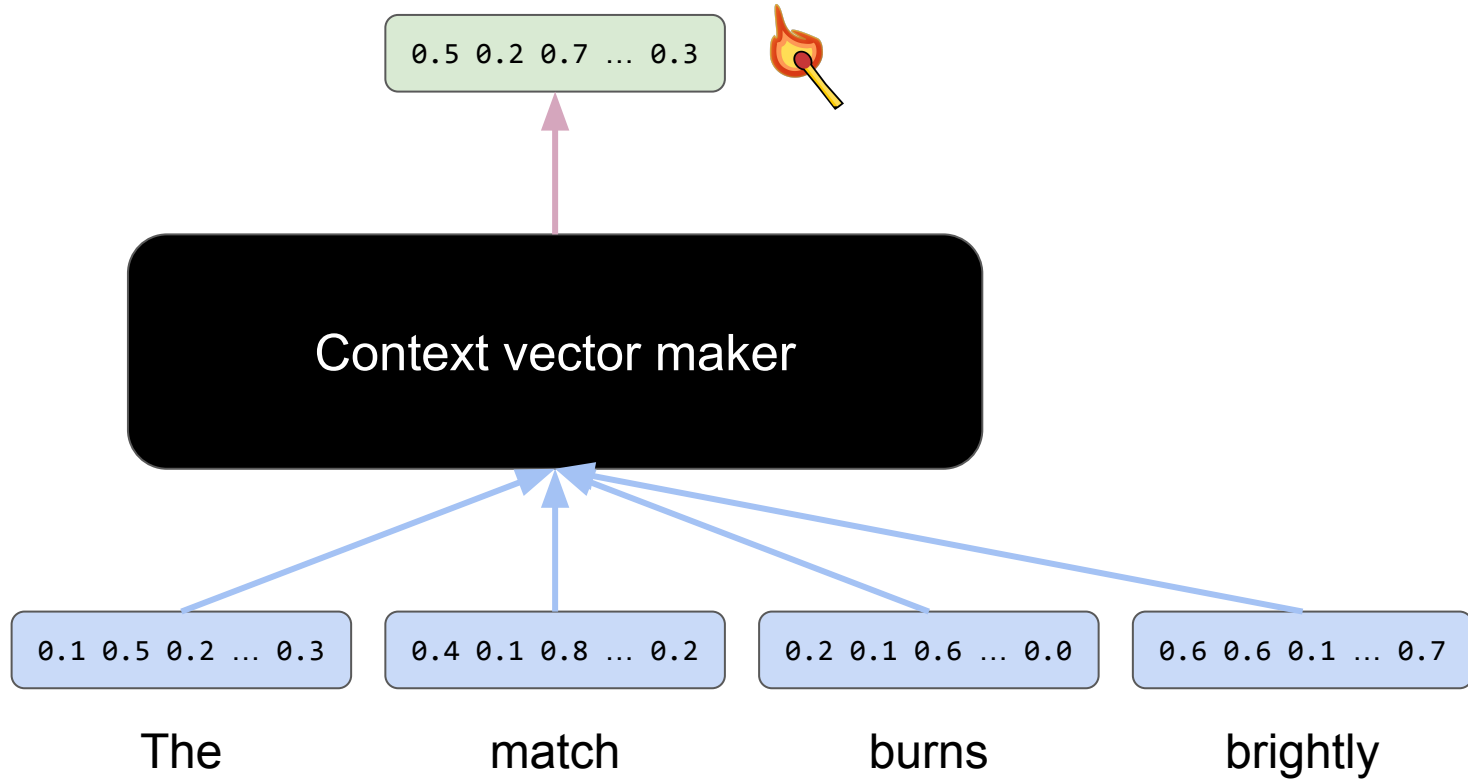 0.5 0.2 0.7 … 0.3
Context vector maker
0.1 0.5 0.2 … 0.3
0.4 0.1 0.8 … 0.2
0.2 0.1 0.6 … 0.0
0.6 0.6 0.1 … 0.7
The match burns brightly